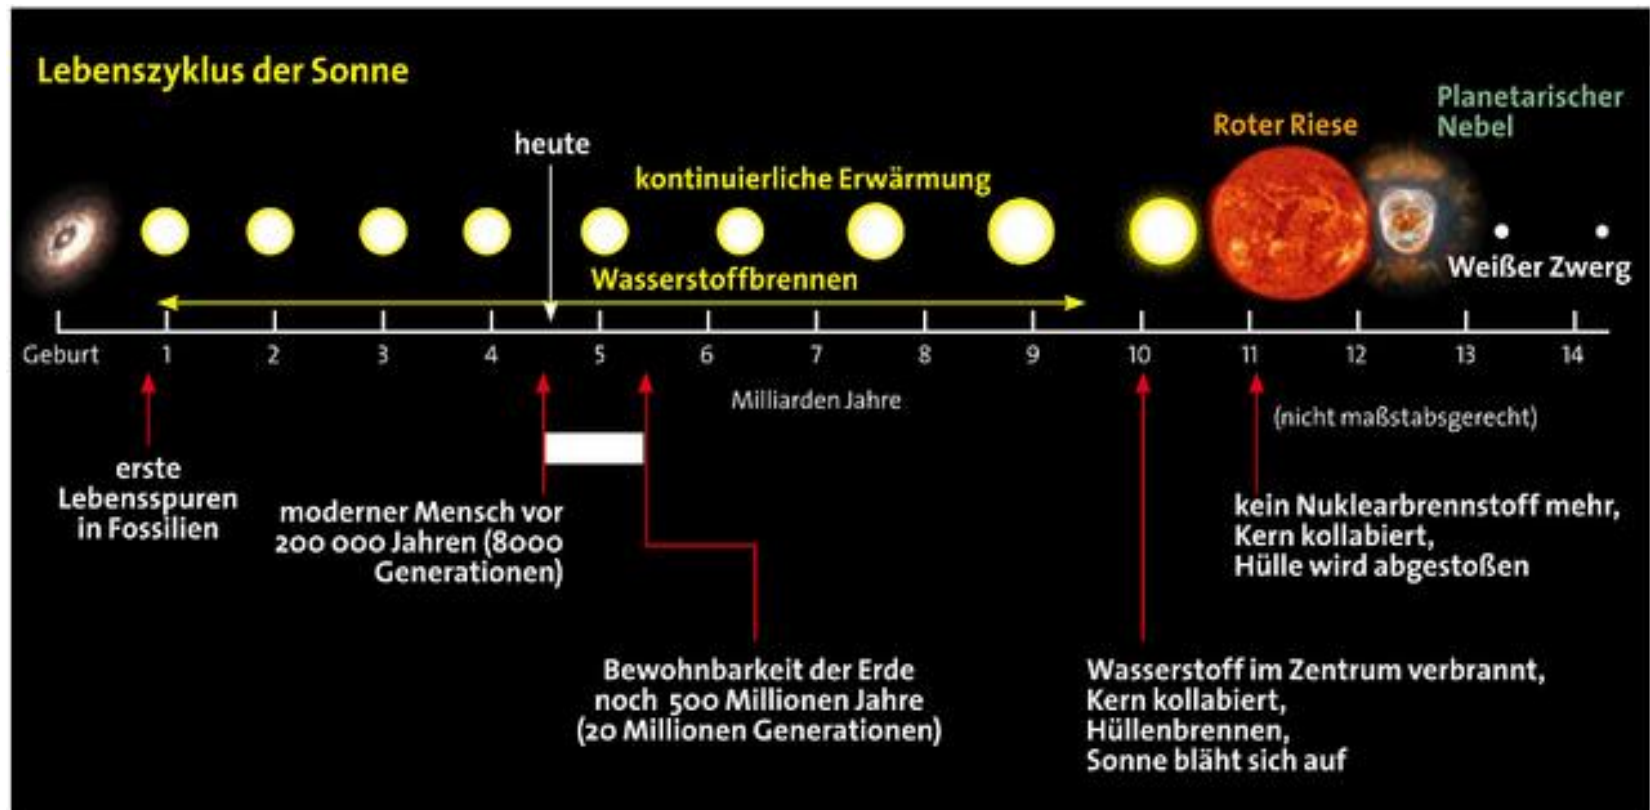 Lebenszyklus der Sonne
heute
kontinuierliche Erwärmung
Wasserstoffbrennen
Roter Riese
Planetarischer
Nebel
Weißer Zwerg
Geburt 1 2 3 4 5 6 7 8 9 10 11 12 13 14
Milliarden Jahre
(nicht maßstabsgerecht)
erste
Lebensspuren
in Fossilien
moderner Mensch vor
200 000 Jahren (8000
Generationen)
Bewohnbarkeit der Erde
noch 500 Millionen Jahre
(20 Millionen Generationen)
Wasserstoff im Zentrum verbrannt,
Kern kollabiert,
Hüllenbrennen,
Sonne bläht sich auf
kein Nuklearbrennstoff mehr,
Kern kollabiert,
Hülle wird abgestoßen